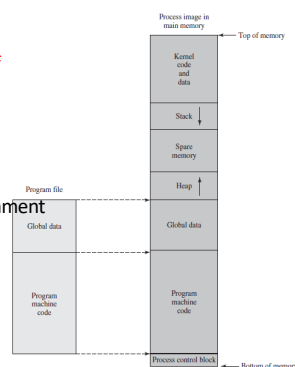 Process image in
main memory
Top of memory
Kernel
code
and
data
Stack
Spare
memory
Heap
Program file
ment
Global data
Global data
Program
machine
code
Program
machine
code
Process control block
Bottom of memory